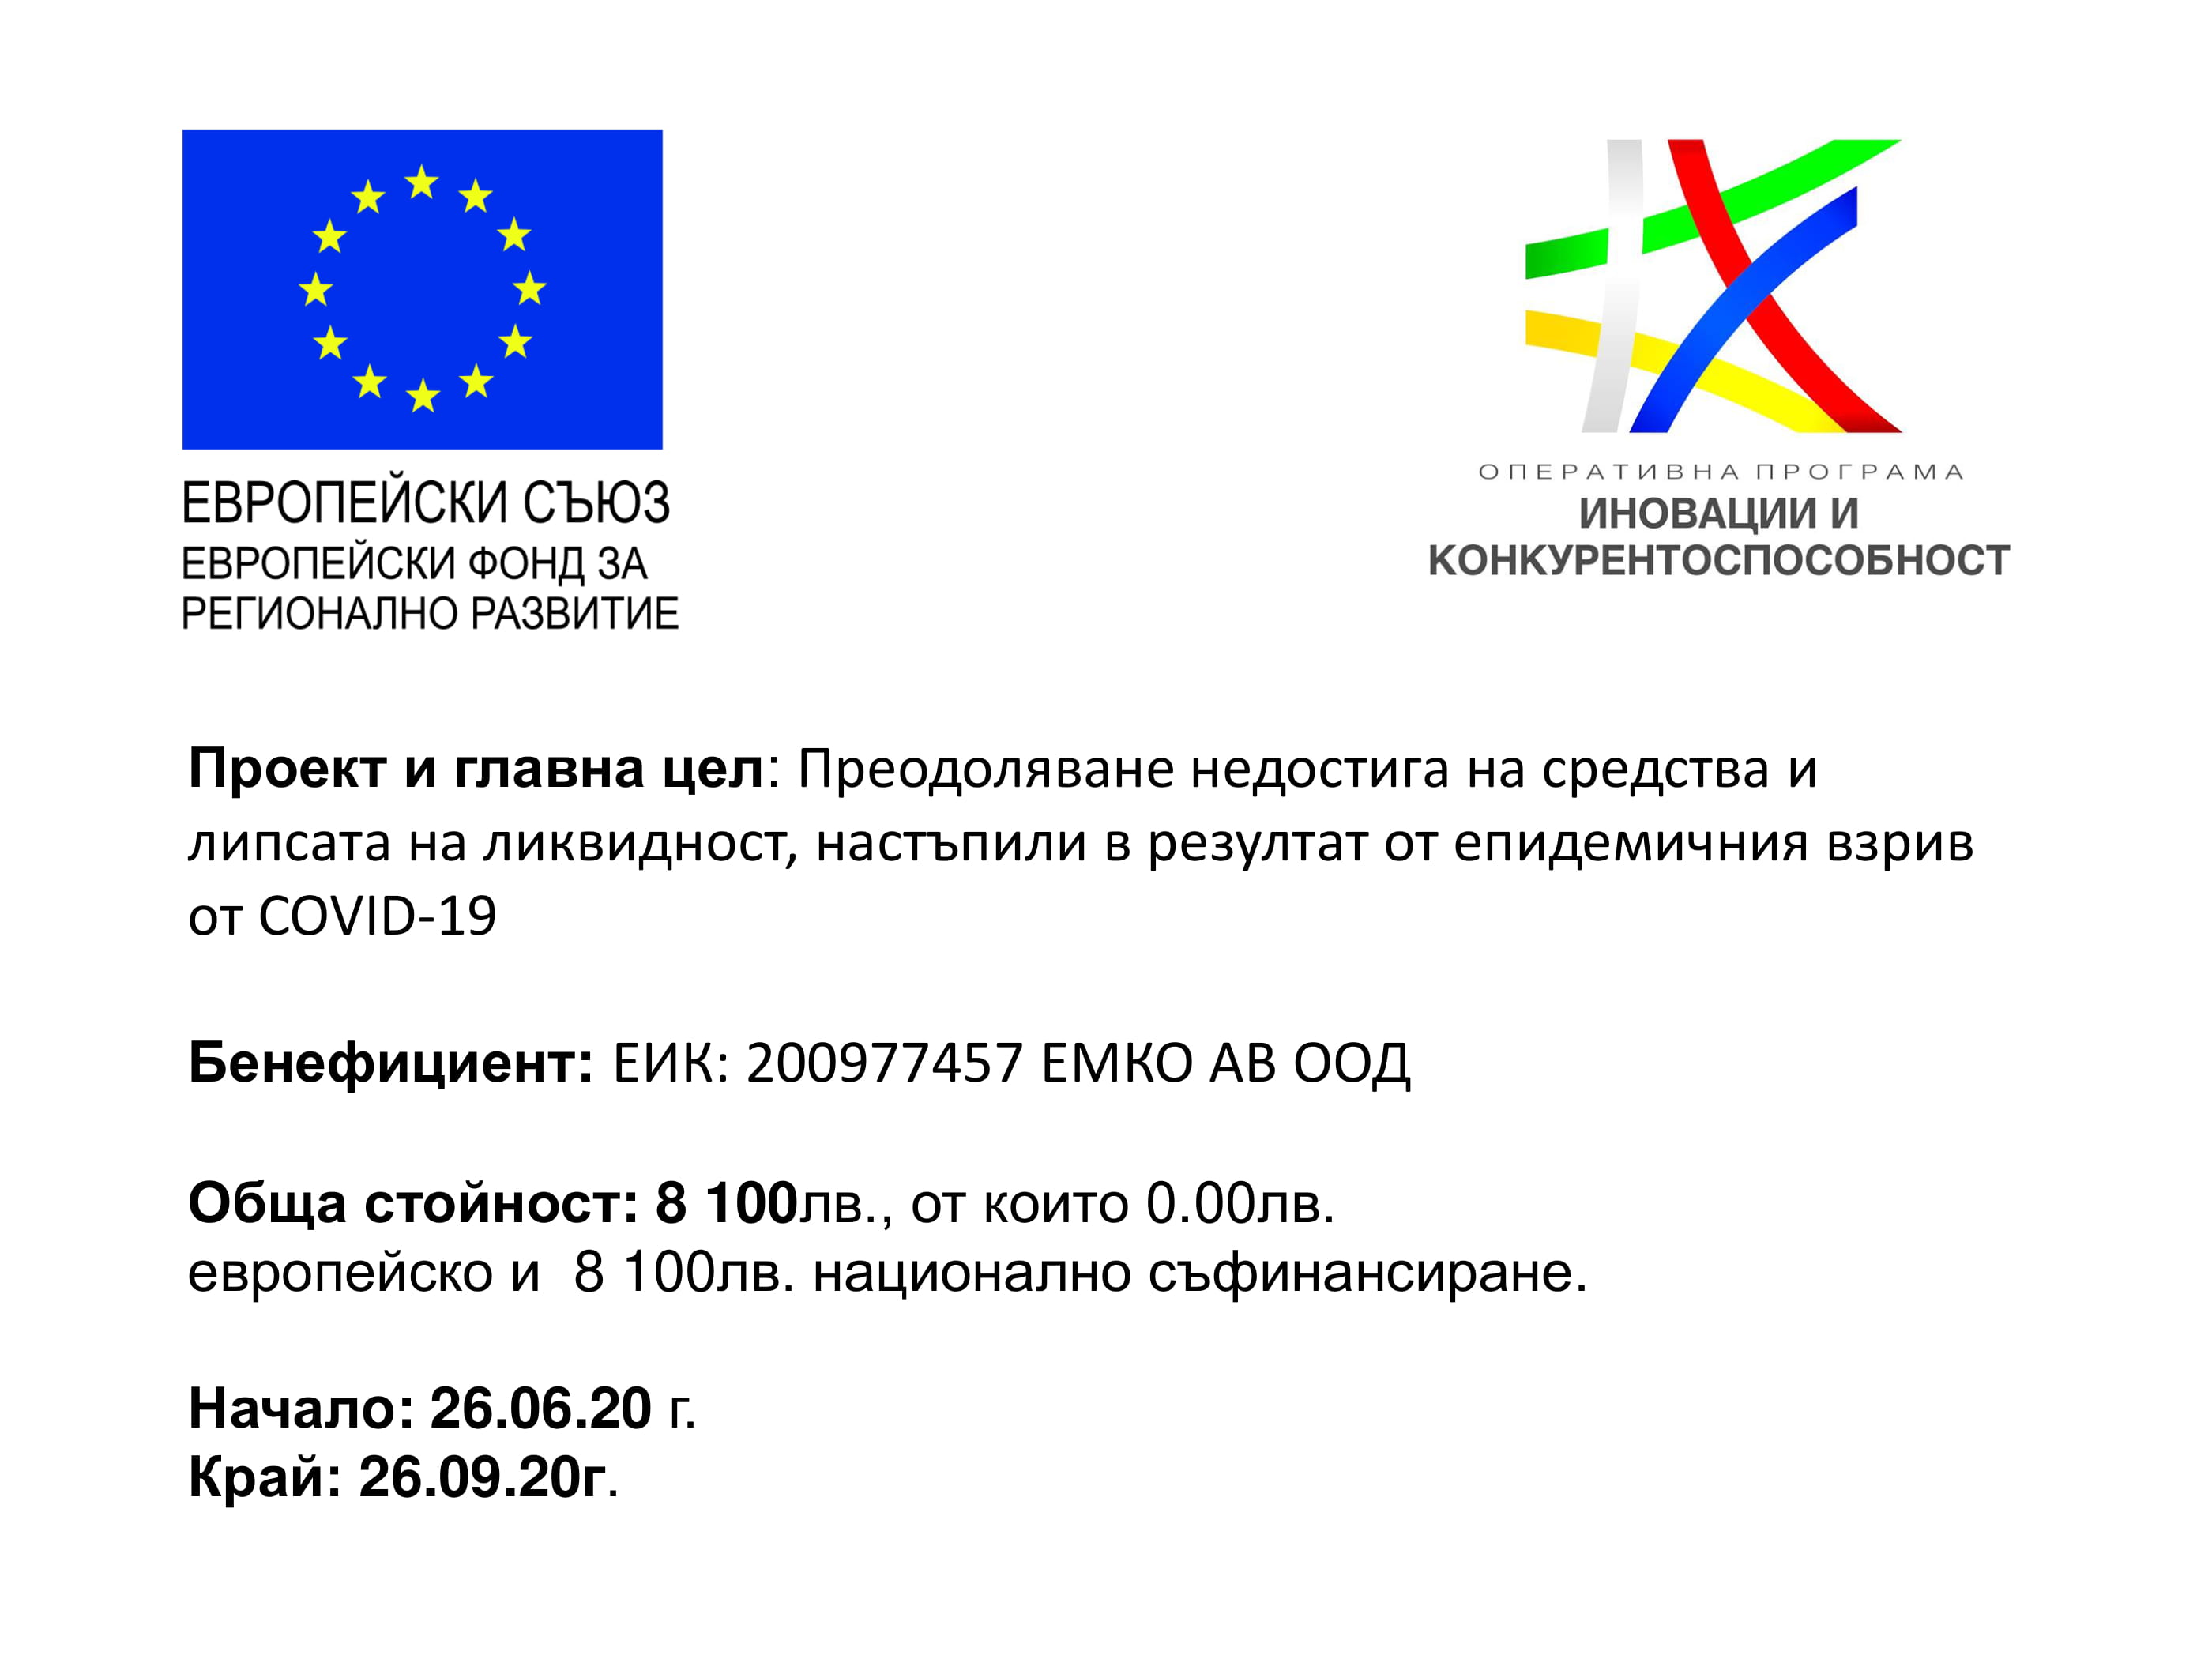 ЕВРОПЕЙСКИ СЪЮЗ
ЕВРОПЕЙСКИ ФОНД ЗА
РЕГИОНАЛНО РАЗВИТИЕ
ОПЕРАТИВНА ПРОГРАМА
ИНОВАЦИИ И
КОНКУРЕНТОСПОСОБНОСТ
Проект и главна цел: Преодоляване недостига на средства и
липсата на ликвидност, настъпили в резултат от епидемичния взрив
от COVID-19
Бенефициент: ЕИК: 200977457 ЕМКО АВ ООД
Обща стойност: 8 100лв., от които 0.00лв.
европейско и  8 100лв. национално съфинансиране.
Начало: 26.06.20 г.
Край: 26.09.20г.